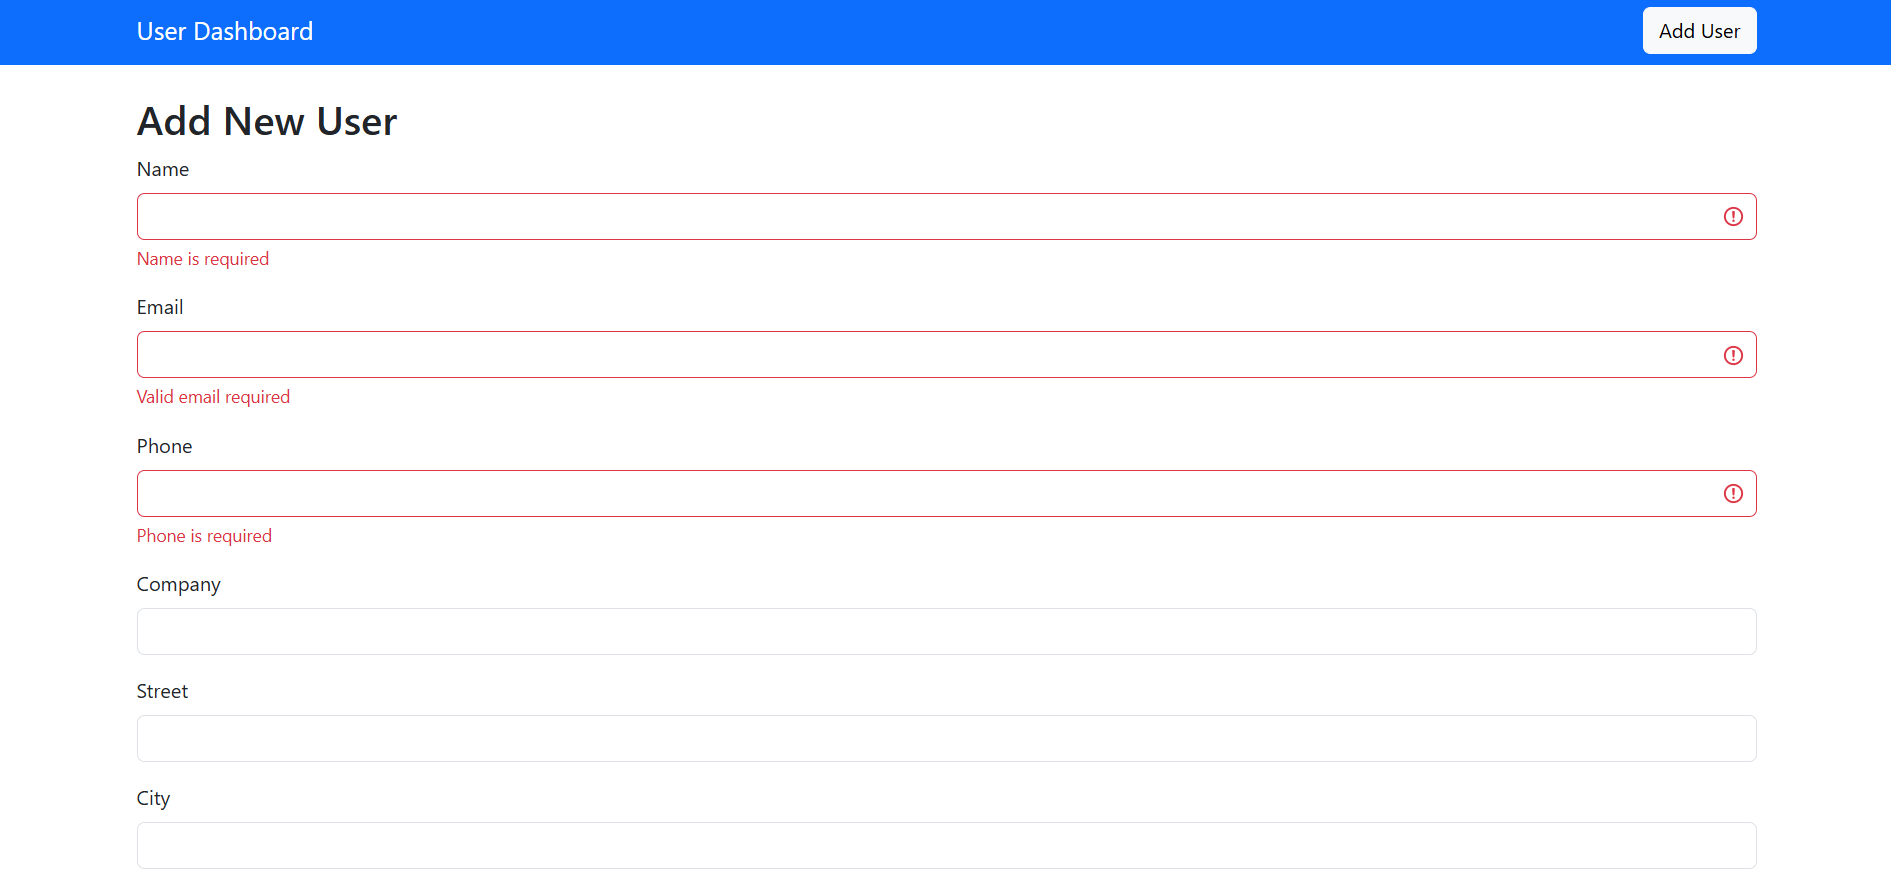 User Dashboard
Add User
Add New User
Name
Name is required
Email
Valid email required
Phone
Phone is required
Company
Street
City